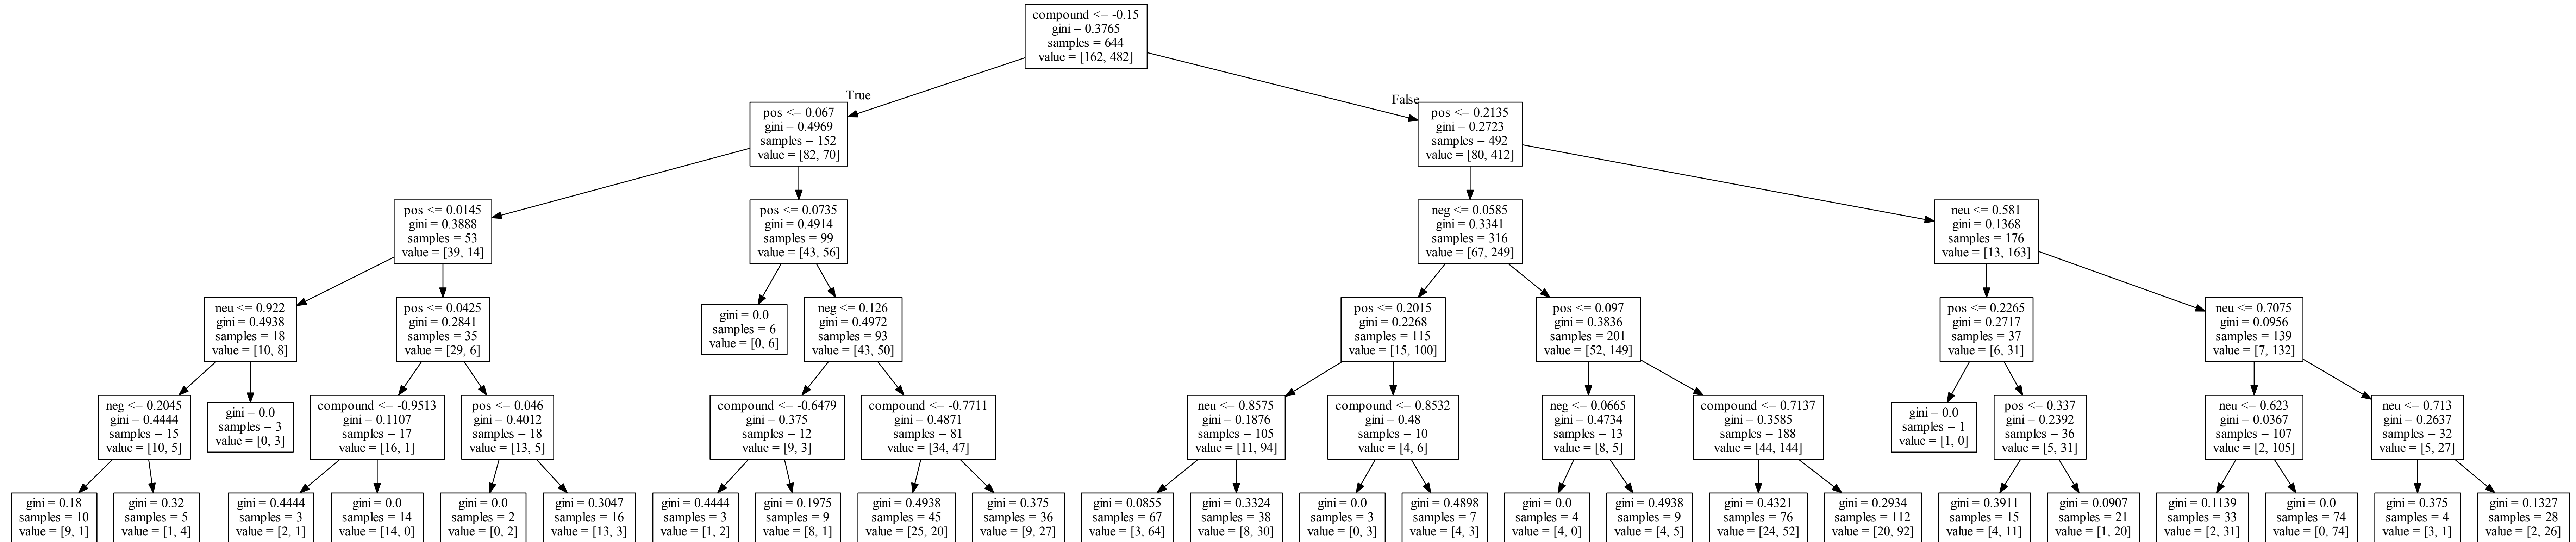 compound <= -0.15
gini = 0.3765
samples = 644
value = [162, 482]
True
False
pos <= 0.067
gini = 0.4969
samples = 152
value = [82, 70]
pos <= 0.2135
gini = 0.2723
samples = 492
value = [80, 412]
pos <= 0.0145
gini = 0.3888
samples = 53
value = [39, 14]
pos <= 0.0735
gini = 0.4914
samples = 99
value = [43, 56]
neg <= 0.0585
gini = 0.3341
samples = 316
value = [67, 249]
neu <= 0.581
gini = 0.1368
samples = 176
value = [13, 163]
neu <= 0.922
gini = 0.4938
samples = 18
value = [10, 8]
pos <= 0.0425
gini = 0.2841
samples = 35
value = [29, 6]
gini = 0.0
samples = 6
value = [0, 6]
neg <= 0.126
gini = 0.4972
samples = 93
value = [43, 50]
pos <= 0.2015
gini = 0.2268
samples = 115
value = [15, 100]
pos <= 0.097
gini = 0.3836
samples = 201
value = [52, 149]
pos <= 0.2265
gini = 0.2717
samples = 37
value = [6, 31]
neu <= 0.7075
gini = 0.0956
samples = 139
value = [7, 132]
neg <= 0.2045
gini = 0.4444
samples = 15
value = [10, 5]
gini = 0.0
samples = 3
value = [0, 3]
compound <= -0.9513
gini = 0.1107
samples = 17
value = [16, 1]
pos <= 0.046
gini = 0.4012
samples = 18
value = [13, 5]
compound <= -0.6479
gini = 0.375
samples = 12
value = [9, 3]
compound <= -0.7711
gini = 0.4871
samples = 81
value = [34, 47]
neu <= 0.8575
gini = 0.1876
samples = 105
value = [11, 94]
compound <= 0.8532
gini = 0.48
samples = 10
value = [4, 6]
neg <= 0.0665
gini = 0.4734
samples = 13
value = [8, 5]
compound <= 0.7137
gini = 0.3585
samples = 188
value = [44, 144]
gini = 0.0
samples = 1
value = [1, 0]
pos <= 0.337
gini = 0.2392
samples = 36
value = [5, 31]
neu <= 0.623
gini = 0.0367
samples = 107
value = [2, 105]
neu <= 0.713
gini = 0.2637
samples = 32
value = [5, 27]
gini = 0.18
samples = 10
value = [9, 1]
gini = 0.32
samples = 5
value = [1, 4]
gini = 0.4444
samples = 3
value = [2, 1]
gini = 0.0
samples = 14
value = [14, 0]
gini = 0.0
samples = 2
value = [0, 2]
gini = 0.3047
samples = 16
value = [13, 3]
gini = 0.4444
samples = 3
value = [1, 2]
gini = 0.1975
samples = 9
value = [8, 1]
gini = 0.4938
samples = 45
value = [25, 20]
gini = 0.375
samples = 36
value = [9, 27]
gini = 0.0855
samples = 67
value = [3, 64]
gini = 0.3324
samples = 38
value = [8, 30]
gini = 0.0
samples = 3
value = [0, 3]
gini = 0.4898
samples = 7
value = [4, 3]
gini = 0.0
samples = 4
value = [4, 0]
gini = 0.4938
samples = 9
value = [4, 5]
gini = 0.4321
samples = 76
value = [24, 52]
gini = 0.2934
samples = 112
value = [20, 92]
gini = 0.3911
samples = 15
value = [4, 11]
gini = 0.0907
samples = 21
value = [1, 20]
gini = 0.1139
samples = 33
value = [2, 31]
gini = 0.0
samples = 74
value = [0, 74]
gini = 0.375
samples = 4
value = [3, 1]
gini = 0.1327
samples = 28
value = [2, 26]